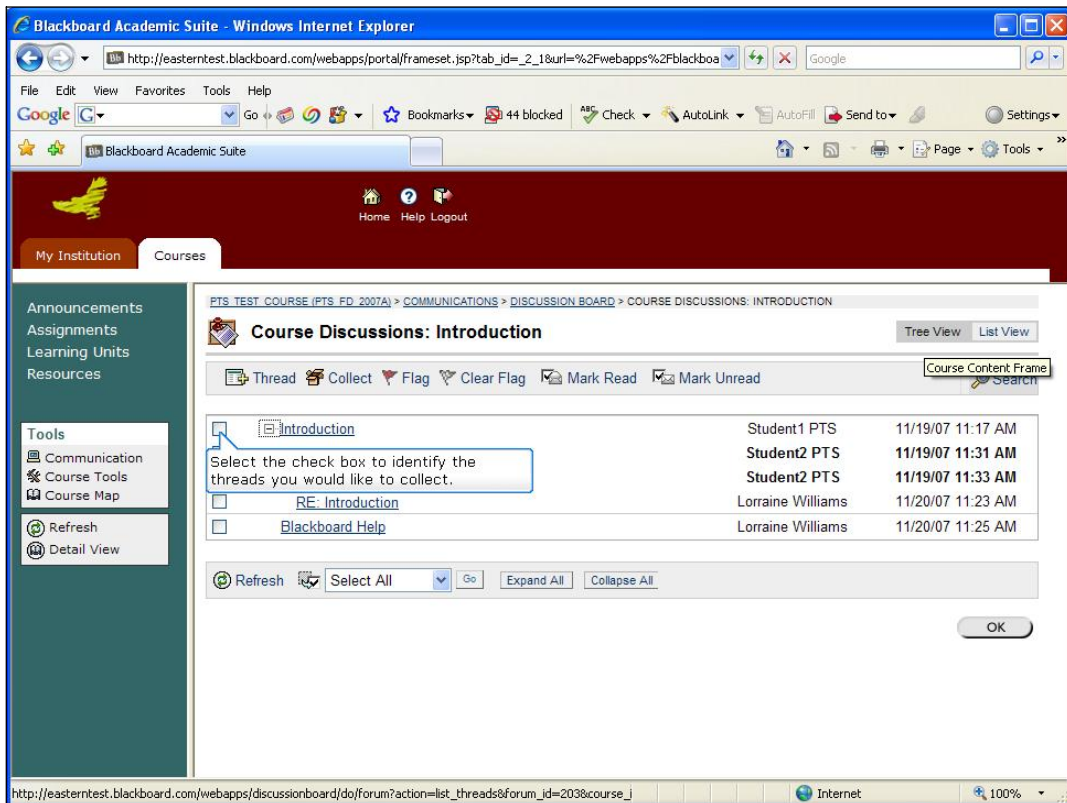 Blackboard Academic Suite - Windows Internet Explorer
http://easterntest.blackboard.com/webapps/portal/frameset.jsp?tab_id=_2_1&url=%2Fwebapps%2Fblackboa
Google
File Edit View Favorites Tools Help
Google G Go Bookmarks 44 blocked ABC Check AutoLink AutoFill Send to Settings
Bb Blackboard Academic Suite Page Tools »
Home Help Logout
My Institution Courses
Announcements
Assignments
Learning Units
Resources
Tools
Communication
Course Tools
Course Map
Refresh
Detail View
PTS TEST COURSE (PTS_FD_2007A) > COMMUNICATIONS > DISCUSSION BOARD > COURSE DISCUSSIONS: INTRODUCTION
Course Discussions: Introduction
Tree View List View
Course Content Frame
Thread Collect Flag Clear Flag Mark Read Mark Unread Search
Introduction Student1 PTS 11/19/07 11:17 AM
Student2 PTS 11/19/07 11:31 AM
Student2 PTS 11/19/07 11:33 AM
Select the check box to identify the
threads you would like to collect.
RE: Introduction Lorraine Williams 11/20/07 11:23 AM
Blackboard Help Lorraine Williams 11/20/07 11:25 AM
Refresh Select All Go Expand All Collapse All
OK
http://easterntest.blackboard.com/webapps/discussionboard/do/forum?action=list_threads&forum_id=203&course_i Internet 100%